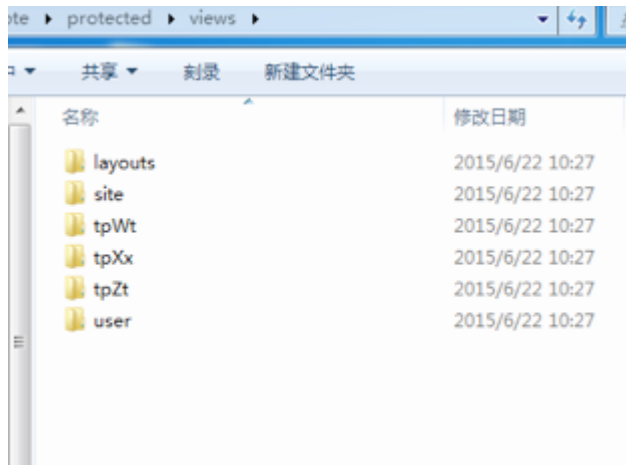 ote ▸ protected ▸ views ▸
共享 刻录 新建文件夹
名称 修改日期
layouts 2015/6/22 10:27
site 2015/6/22 10:27
tpWt 2015/6/22 10:27
tpXx 2015/6/22 10:27
tpZt 2015/6/22 10:27
user 2015/6/22 10:27